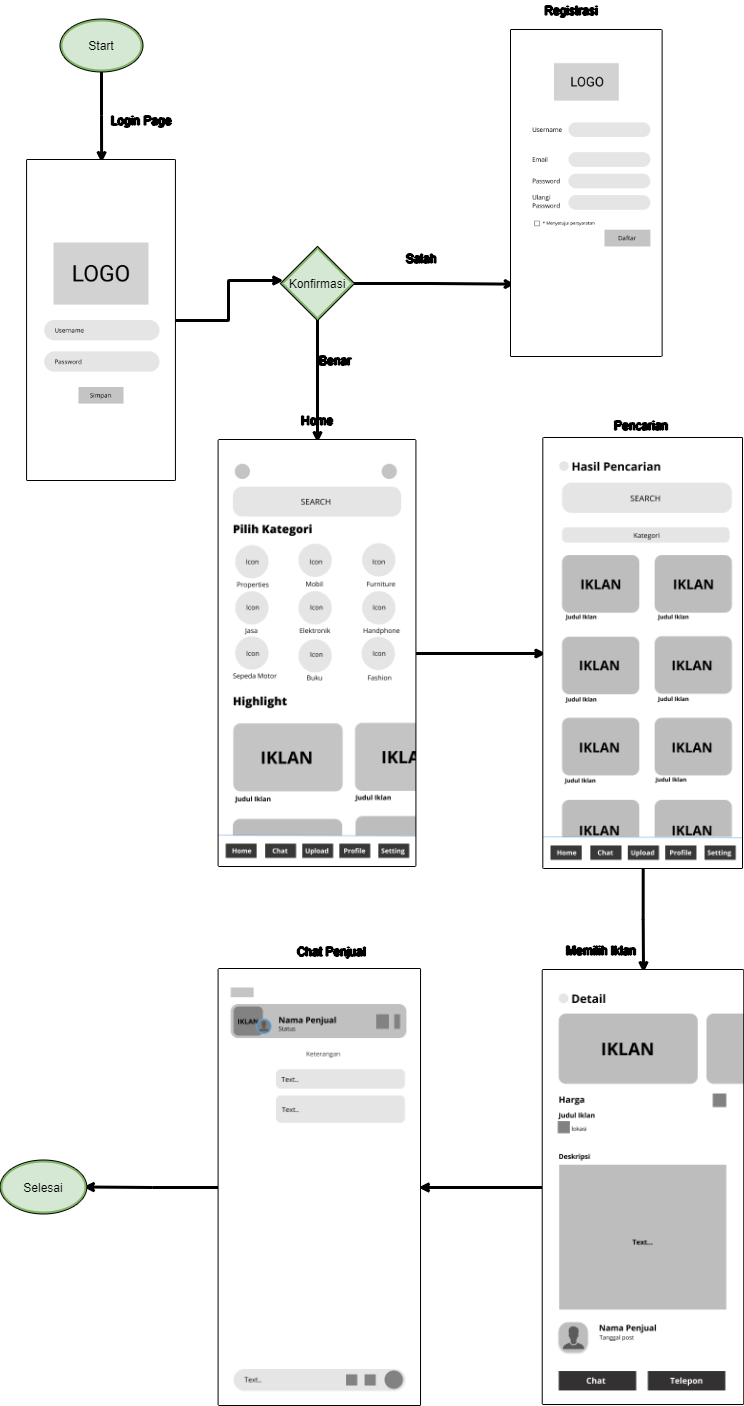 Start
Login Page
LOGO
Username
Password
Simpan
Konfirmasi
Salah
Benar
Registrasi
LOGO
Username
Email
Password
Ulangi
Password
* Menyetujui persyaratan
Daftar
Home
SEARCH
Pilih Kategori
Icon Icon Icon
Properties Mobil Furniture
Icon Icon Icon
Jasa Elektronik Handphone
Icon Icon Icon
Sepeda Motor Buku Fashion
Highlight
IKLAN IKLA
Judul Iklan Judul Iklan
Home Chat Upload Profile Setting
Pencarian
Hasil Pencarian
SEARCH
Kategori
IKLAN IKLAN
Judul Iklan Judul Iklan
IKLAN IKLAN
Judul Iklan Judul Iklan
IKLAN IKLAN
Judul Iklan Judul Iklan
IKLAN IKLAN
Home Chat Upload Profile Setting
Memilih Iklan
Detail
IKLAN
Harga
Judul Iklan
lokasi
Deskripsi
Text...
Nama Penjual
Tanggal post
Chat Telepon
Chat Penjual
IKLAN
Nama Penjual
Status
Keterangan
Text..
Text..
Text..
Selesai